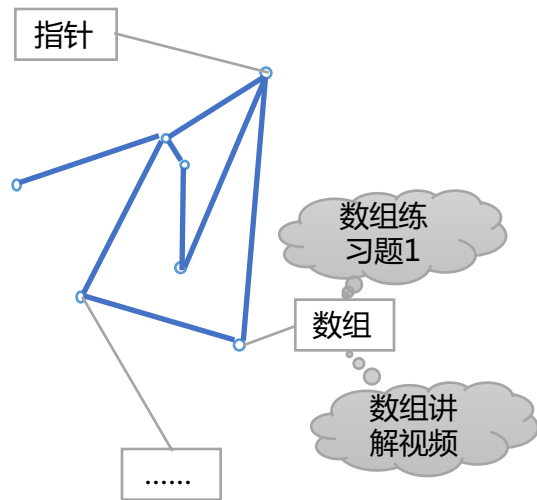 指针
数组练
习题1
数组
数组讲
解视频
......